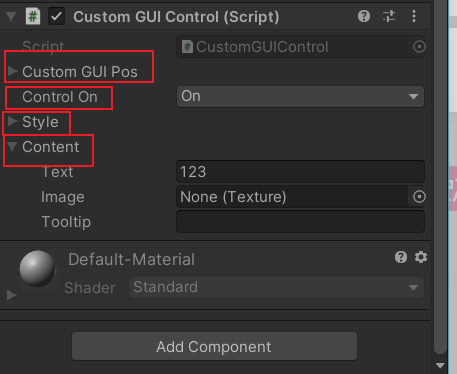 Custom GUI Control (Script)
Script CustomGUIControl
Custom GUI Pos
Control On On
Style
Content
Text 123
Image None (Texture)
Tooltip
Default-Material
Shader Standard
Add Component